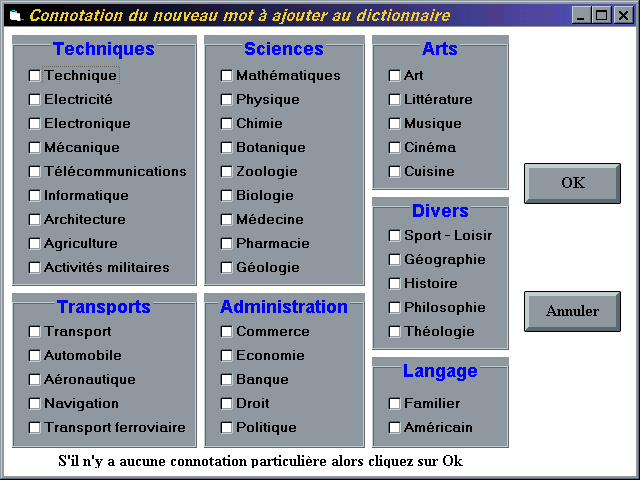 Connotation du nouveau mot à ajouter au dictionnaire
Techniques
Technique
Electricité
Electronique
Mécanique
Télécommunications
Informatique
Architecture
Agriculture
Activités militaires
Sciences
Mathématiques
Physique
Chimie
Botanique
Zoologie
Biologie
Médecine
Pharmacie
Géologie
Arts
Art
Littérature
Musique
Cinéma
Cuisine
Divers
Sport - Loisir
Géographie
Histoire
Philosophie
Théologie
Transports
Transport
Automobile
Aéronautique
Navigation
Transport ferroviaire
Administration
Commerce
Economie
Banque
Droit
Politique
Langage
Familier
Américain
OK
Annuler
S'il n'y a aucune connotation particulière alors cliquez sur Ok